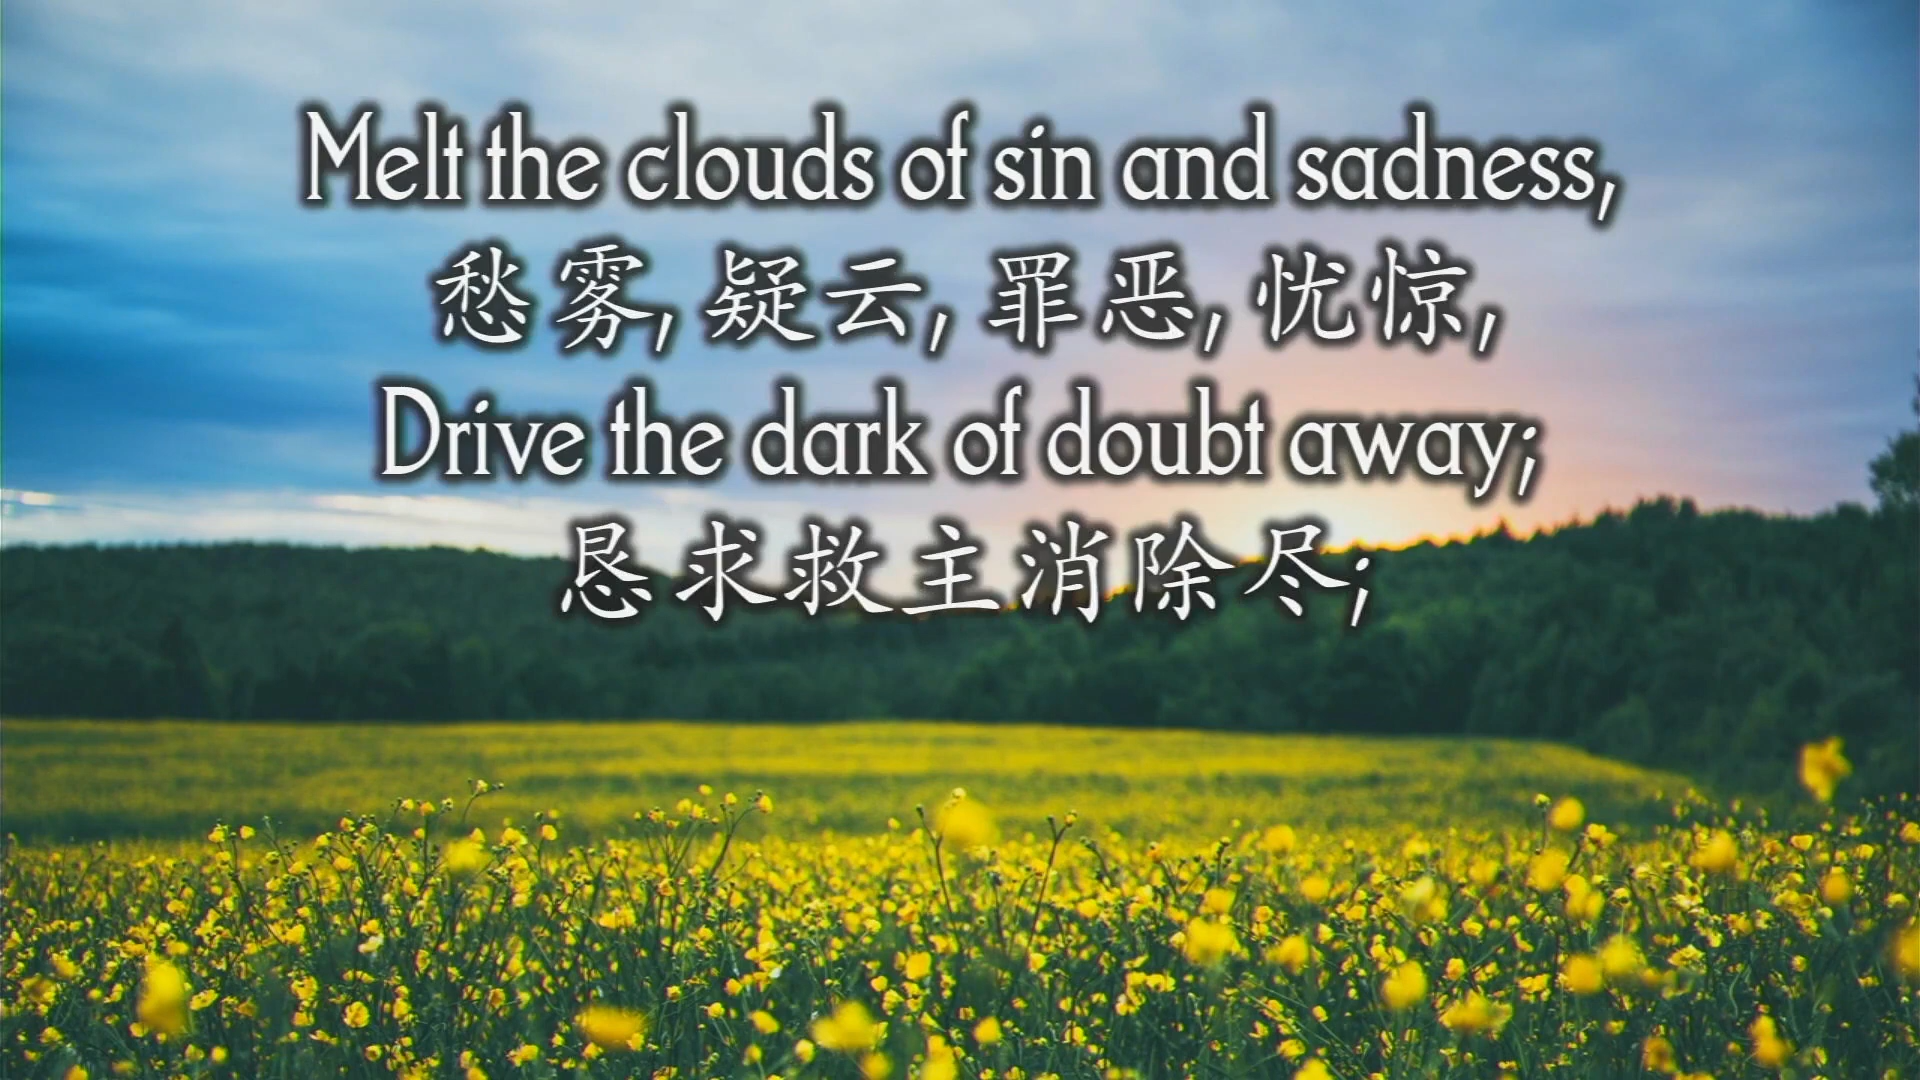 Melt the clouds of sin and sadness,
愁雾, 疑云, 罪恶, 忧惊,
Drive the dark of doubt away;
恳求救主消除尽;